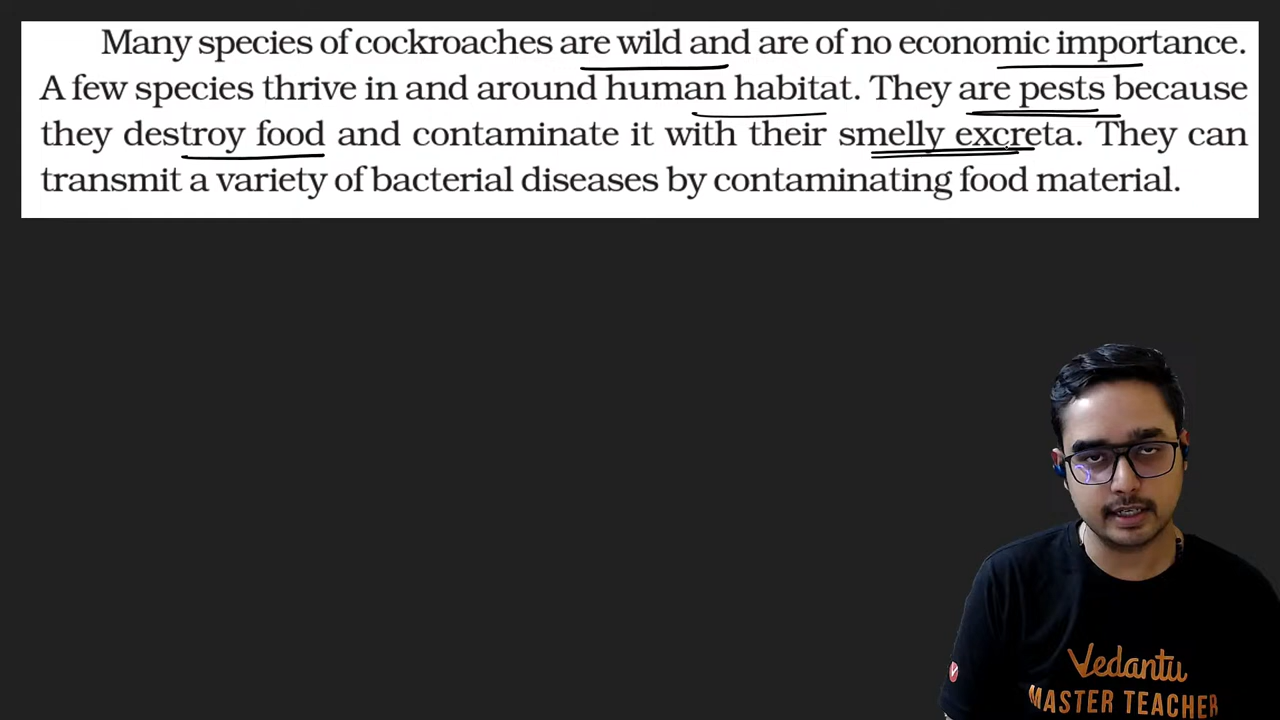 Many species of cockroaches are wild and are of no economic importance.
A few species thrive in and around human habitat. They are pests because
they destroy food and contaminate it with their smelly excreta. They can
transmit a variety of bacterial diseases by contaminating food material.
Vedantu
MASTER TEACHER